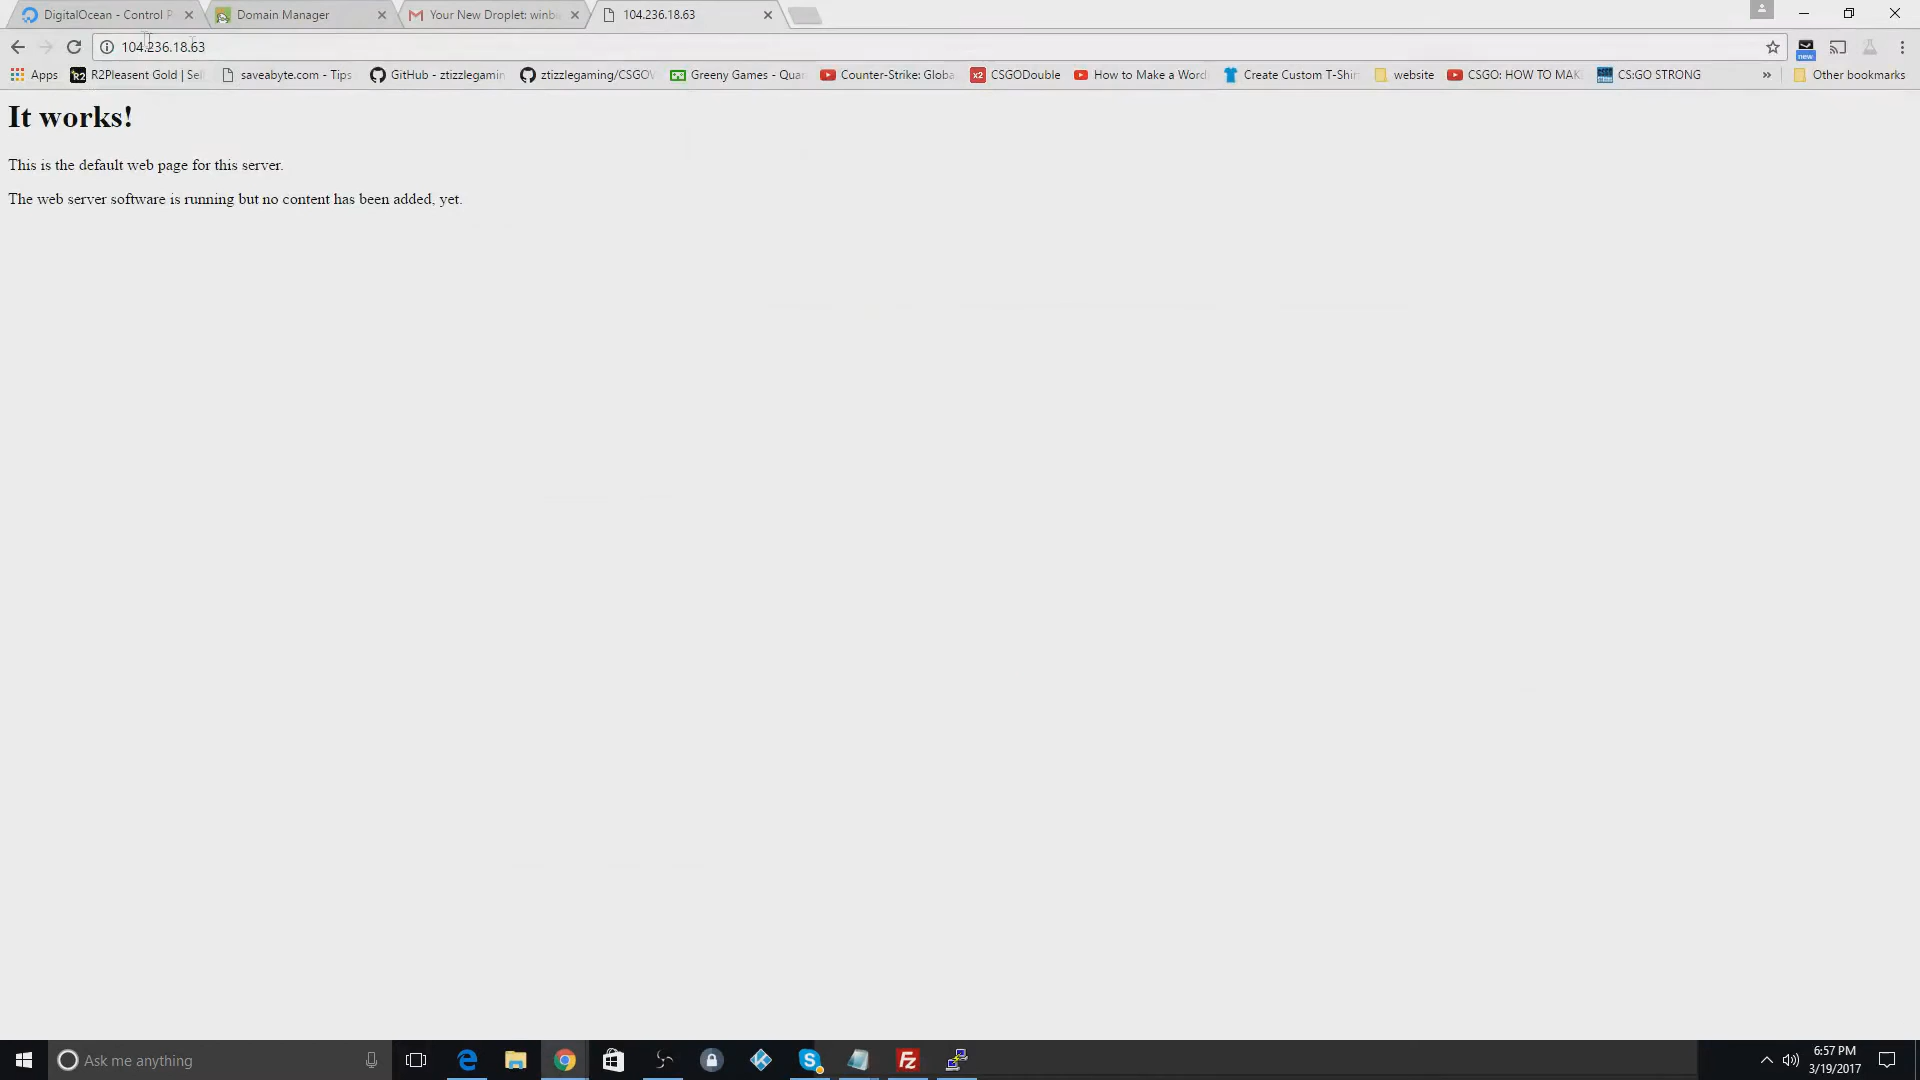 DigitalOcean - Control P
Domain Manager
Your New Droplet: winbi
104.236.18.63
104.236.18.63
Apps
R2Pleasent Gold | Sel
saveabyte.com - Tips
GitHub - ztizzlegamin
ztizzlegaming/CSGOW
Greeny Games - Quar
Counter-Strike: Globa
CSGODouble
How to Make a Word
Create Custom T-Shir
website
CSGO: HOW TO MAK
CS:GO STRONG
»
Other bookmarks
new
It works!
This is the default web page for this server.
The web server software is running but no content has been added, yet.
Ask me anything
6:57 PM
3/19/2017